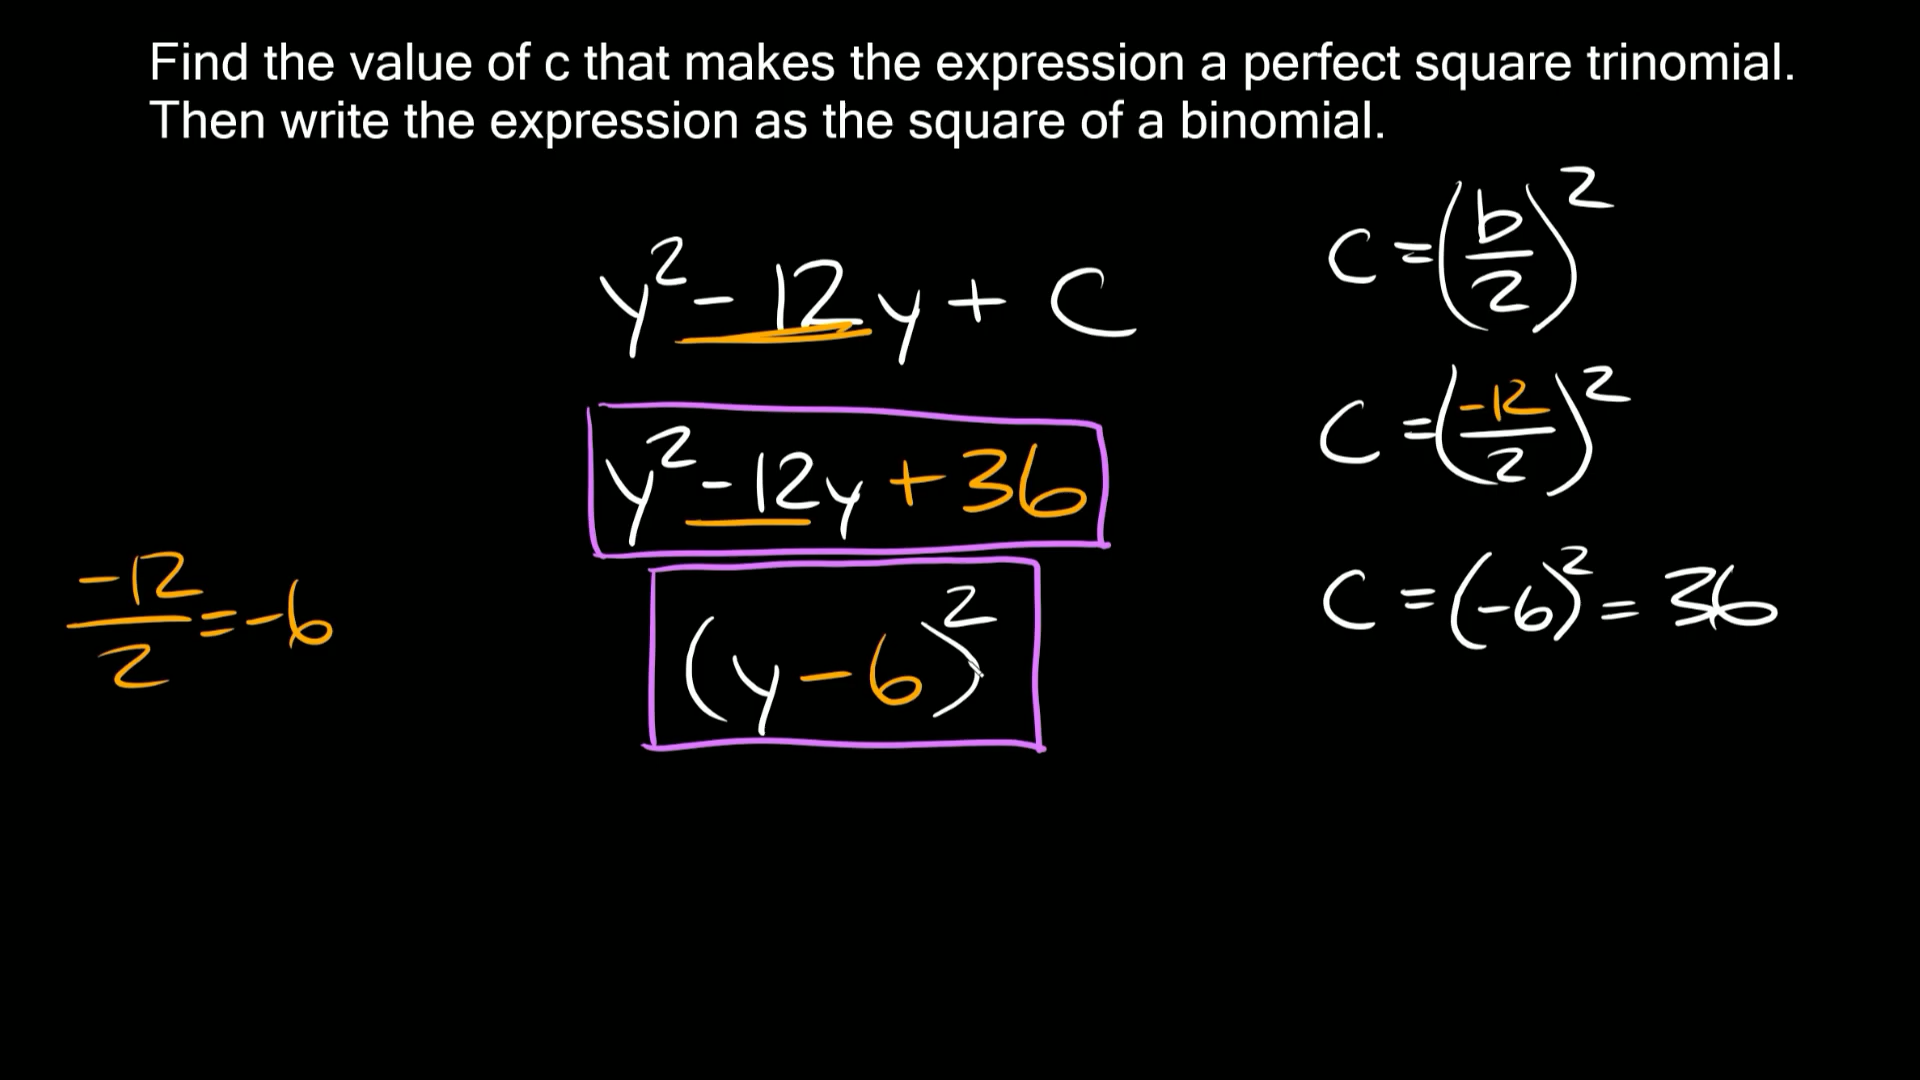 Find the value of c that makes the expression a perfect square trinomial.
Then write the expression as the square of a binomial.
y² - 12y + C
C = (b/2)²
y² - 12y + 36
C = (-12/2)²
-12/2 = -6
(y - 6)²
C = (-6)² = 36